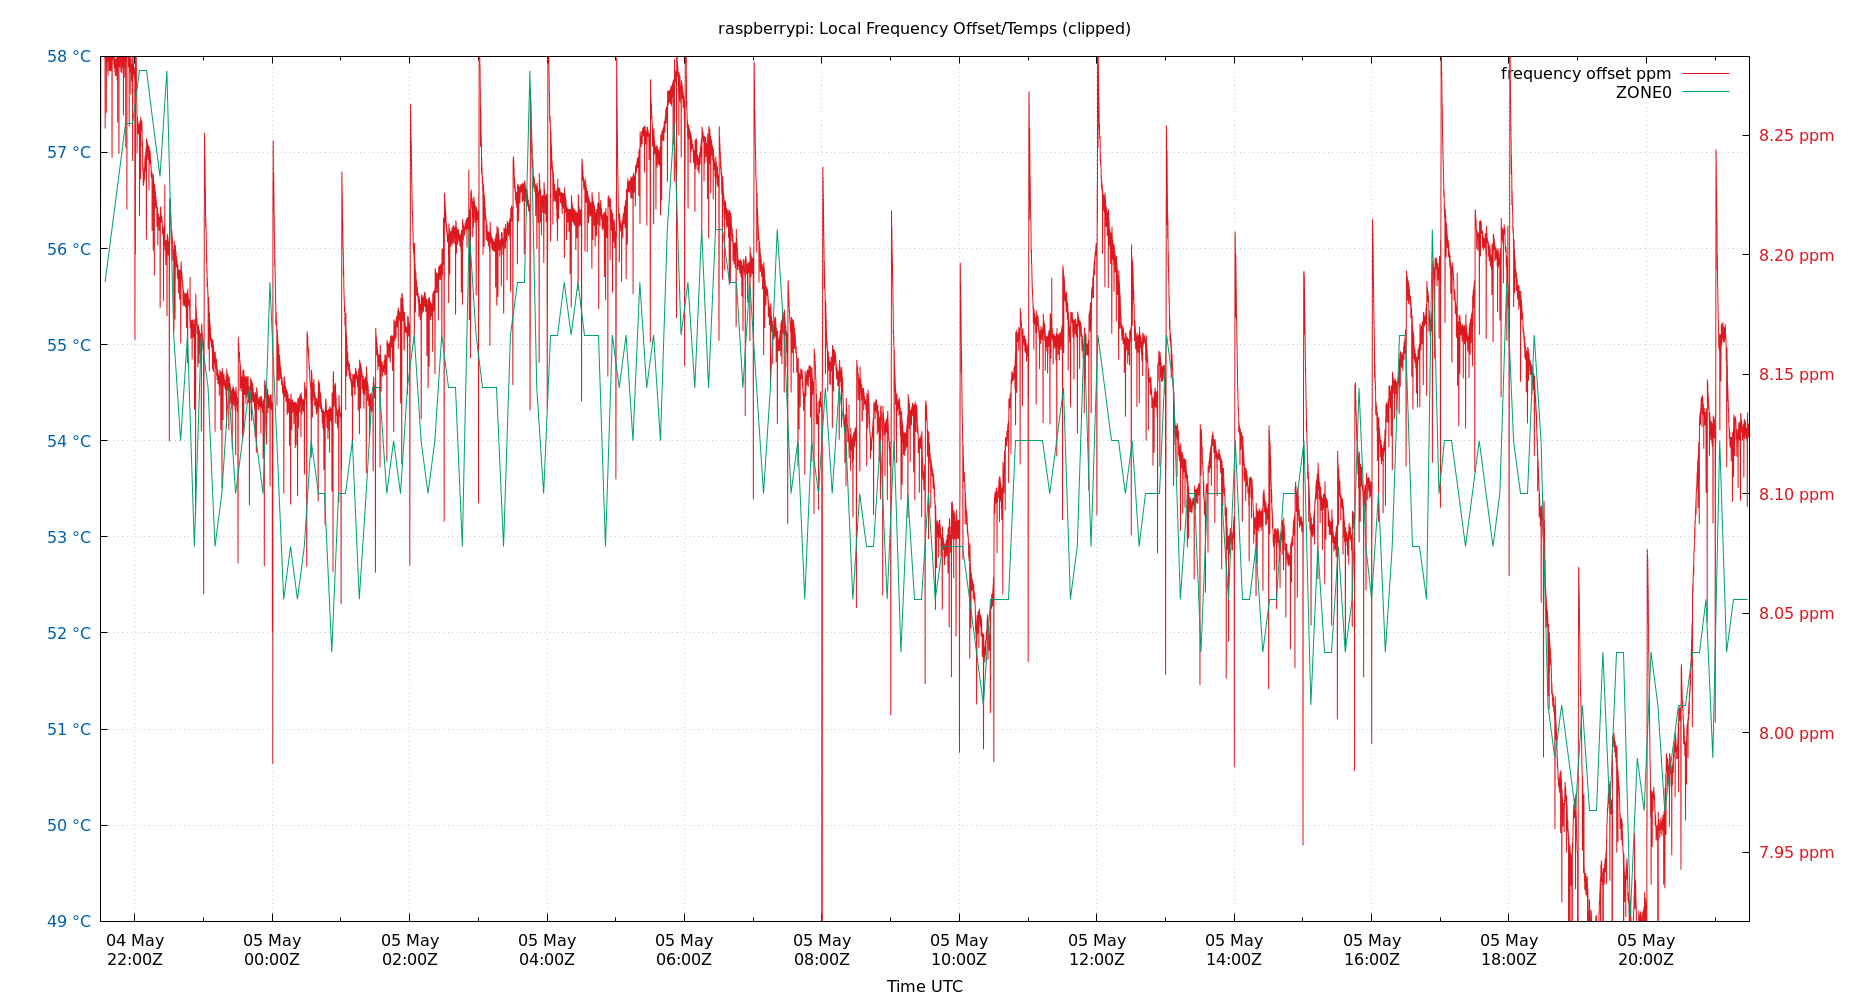 raspberrypi: Local Frequency Offset/Temps (clipped)
frequency offset ppm
ZONE0
58 °C
57 °C
56 °C
55 °C
54 °C
53 °C
52 °C
51 °C
50 °C
49 °C
8.25 ppm
8.20 ppm
8.15 ppm
8.10 ppm
8.05 ppm
8.00 ppm
7.95 ppm
04 May 05 May 05 May 05 May 05 May 05 May 05 May 05 May 05 May 05 May 05 May 05 May
22:00Z 00:00Z 02:00Z 04:00Z 06:00Z 08:00Z 10:00Z 12:00Z 14:00Z 16:00Z 18:00Z 20:00Z
Time UTC